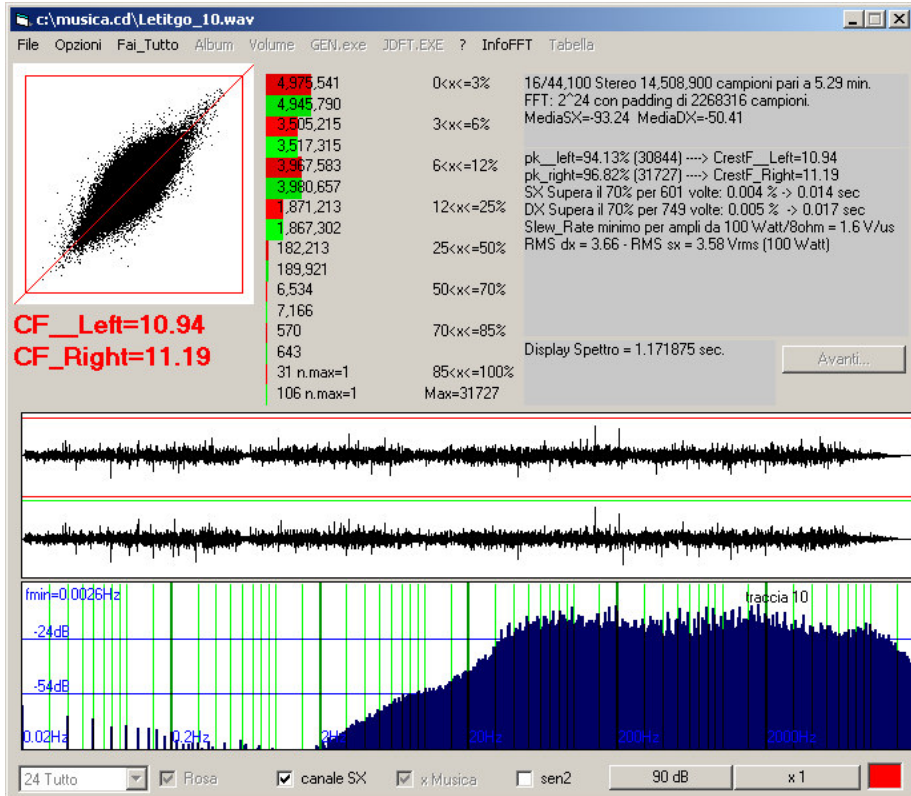 c:\musica.cd\Letitgo_10.wav
File Opzioni Fai_Tutto Album Volume GEN.exe JDFT.EXE ? InfoFFT Tabella
4,975,541 0<x<=3%
4,945,790
3,505,215 3<x<=6%
3,517,315
3,967,583 6<x<=12%
3,980,657
1,871,213 12<x<=25%
1,867,302
182,213 25<x<=50%
189,921
6,534 50<x<=70%
7,166
570 70<x<=85%
643
31 n.max=1 85<x<=100%
106 n.max=1 Max=31727
16/44,100 Stereo 14,508,900 campioni pari a 5.29 min.
FFT: 2^24 con padding di 2268316 campioni.
MediaSX=-93.24 MediaDX=-50.41
pk__left=94.13% (30844) ----> CrestF__Left=10.94
pk_right=96.82% (31727) ----> CrestF_Right=11.19
SX Supera il 70% per 601 volte: 0.004 % -> 0.014 sec
DX Supera il 70% per 749 volte: 0.005 % -> 0.017 sec
Slew_Rate minimo per ampli da 100 Watt/8ohm = 1.6 V/us
RMS dx = 3.66 - RMS sx = 3.58 Vrms (100 Watt)
CF__Left=10.94
CF_Right=11.19
Display Spettro = 1.171875 sec.
Avanti...
fmin=0.0026Hz
traccia 10
-24dB
-54dB
0.02Hz 0.2Hz 2Hz 20Hz 200Hz 2000Hz
24 Tutto Rosa canale SX x Musica sen2 90 dB x 1